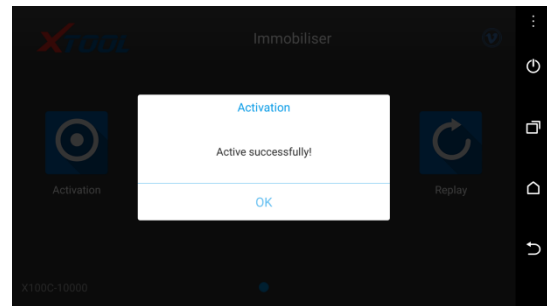 XTOOL
Immobiliser
Activation
Active successfully!
OK
Activation
Replay
X100C-10000